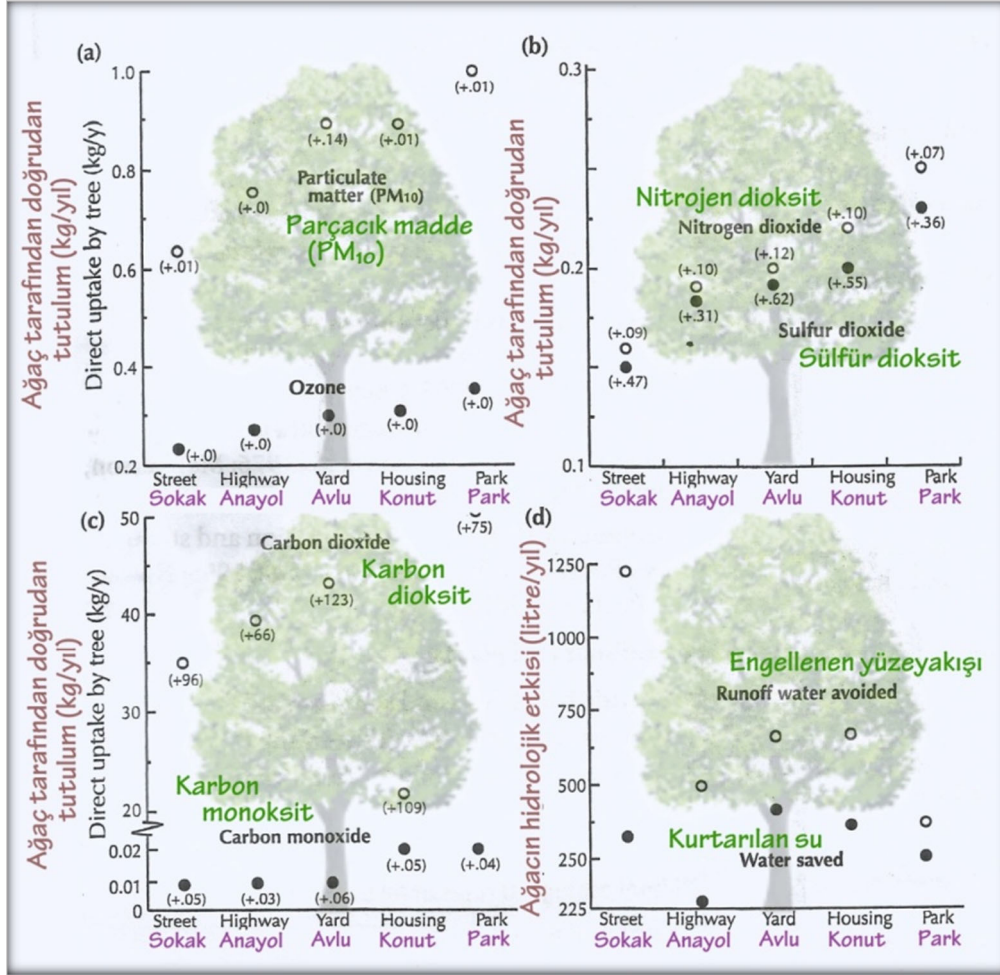 (a)
Ağaç tarafından doğrudan
tutulum (kg/yıl)
Direct uptake by tree (kg/y)
1.0
0.8
0.6
0.4
0.2
(+.01)
(+.14)
(+.01)
(+.0)
(+.01)
Particulate
matter (PM₁₀)
Parçacık madde
(PM₁₀)
Ozone
(+.0)
(+.0)
(+.0)
(+.0)
(+.0)
Street Highway Yard Housing Park
Sokak Anayol Avlu Konut Park
(b)
Ağaç tarafından doğrudan
tutulum (kg/yıl)
0.3
0.2
0.1
(+.07)
Nitrojen dioksit
(+.10)
Nitrogen dioxide
(+.36)
(+.12)
(+.10)
(+.55)
(+.62)
(+.31)
Sulfur dioxide
(+.09)
Sülfür dioksit
(+.47)
Street Highway Yard Housing Park
Sokak Anayol Avlu Konut Park
(c)
Ağaç tarafından doğrudan
tutulum (kg/yıl)
Direct uptake by tree (kg/y)
50
40
30
20
0.02
0.01
0
(+75)
Carbon dioxide
Karbon
dioksit
(+123)
(+66)
(+96)
Karbon
monoksit
(+109)
Carbon monoxide
(+.05)
(+.04)
(+.05)
(+.03)
(+.06)
Street Highway Yard Housing Park
Sokak Anayol Avlu Konut Park
(d)
Ağacın hidrolojik etkisi (litre/yıl)
1250
1000
750
500
250
225
Engellenen yüzeyakışı
Runoff water avoided
Kurtarılan su
Water saved
Street Highway Yard Housing Park
Sokak Anayol Avlu Konut Park